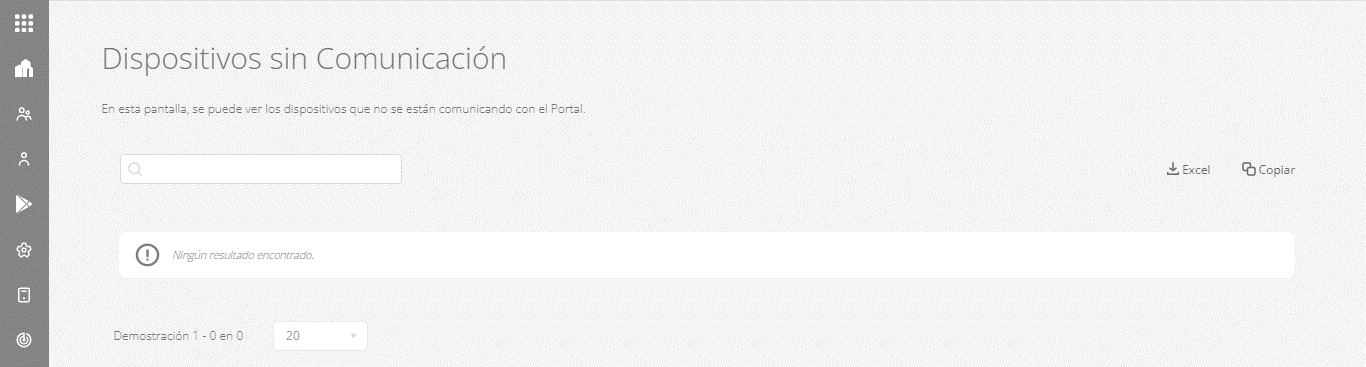 Dispositivos sin Comunicación
En esta pantalla, se puede ver los dispositivos que no se están comunicando con el Portal.
Excel
Copiar
Ningún resultado encontrado.
Demostración 1 - 0 en 0
20